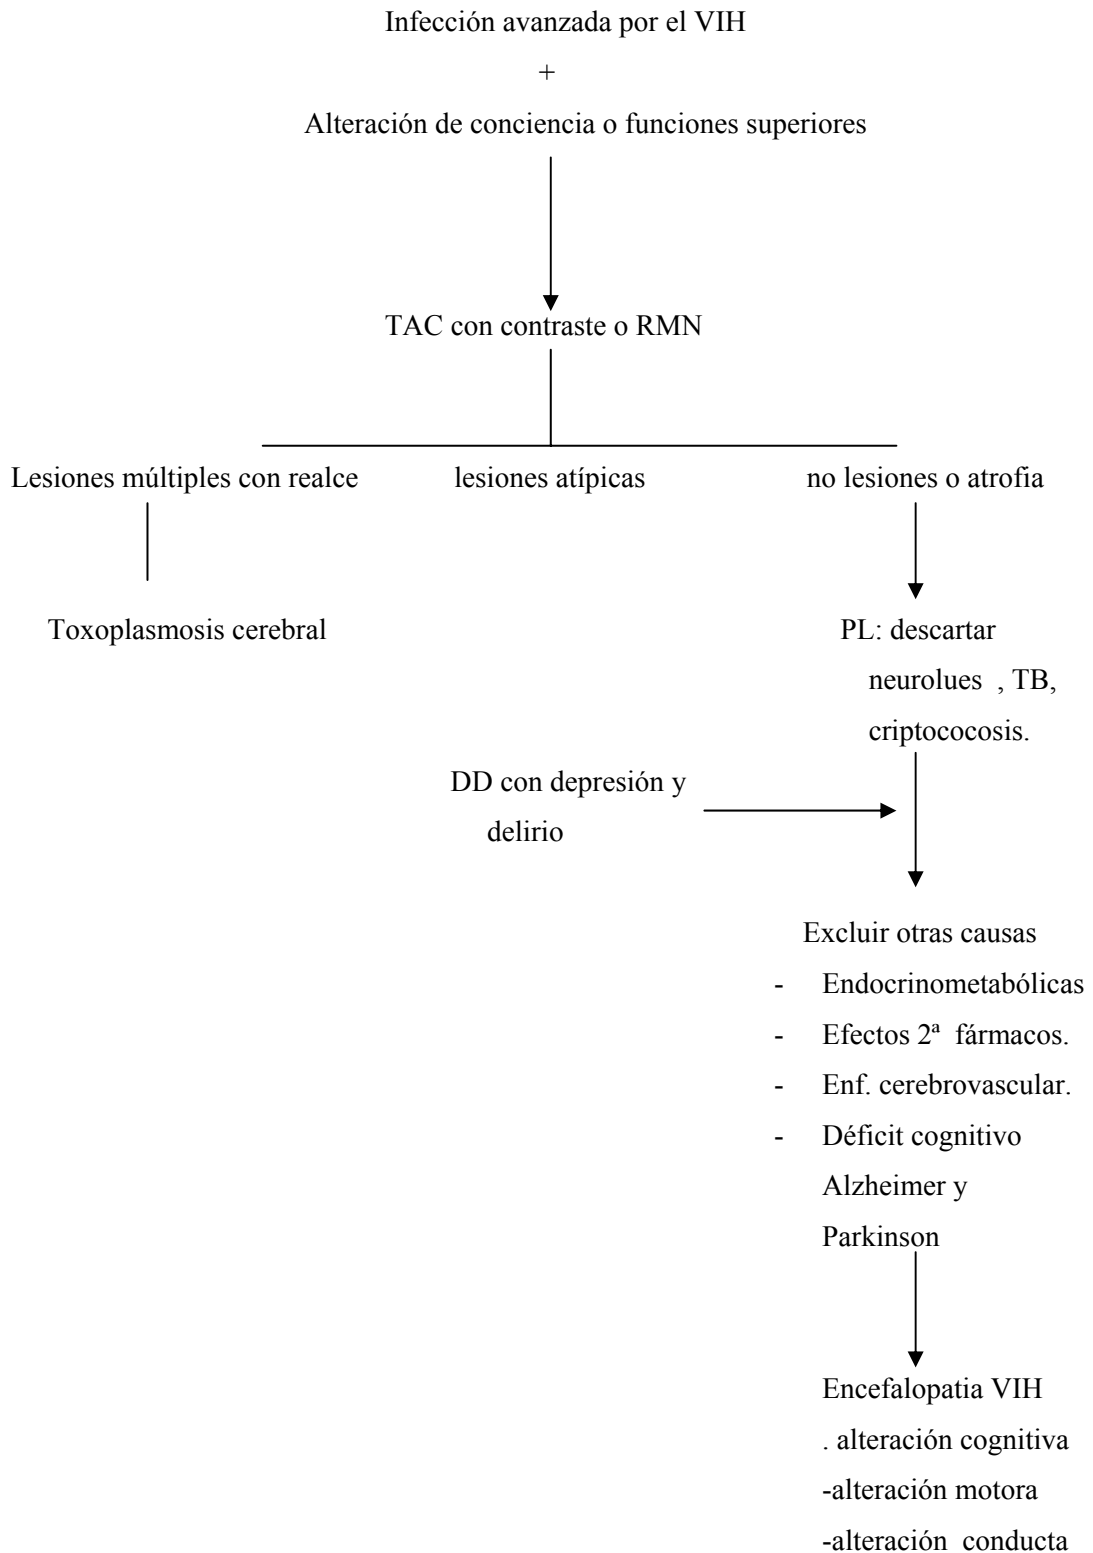 Infección avanzada por el VIH
+
Alteración de conciencia o funciones superiores
TAC con contraste o RMN
Lesiones múltiples con realce
lesiones atípicas
no lesiones o atrofia
Toxoplasmosis cerebral
PL: descartar
neurolues , TB,
criptococosis.
DD con depresión y
delirio
Excluir otras causas
- Endocrinometabólicas
- Efectos 2ª fármacos.
- Enf. cerebrovascular.
- Déficit cognitivo
Alzheimer y
Parkinson
Encefalopatia VIH
. alteración cognitiva
-alteración motora
-alteración conducta